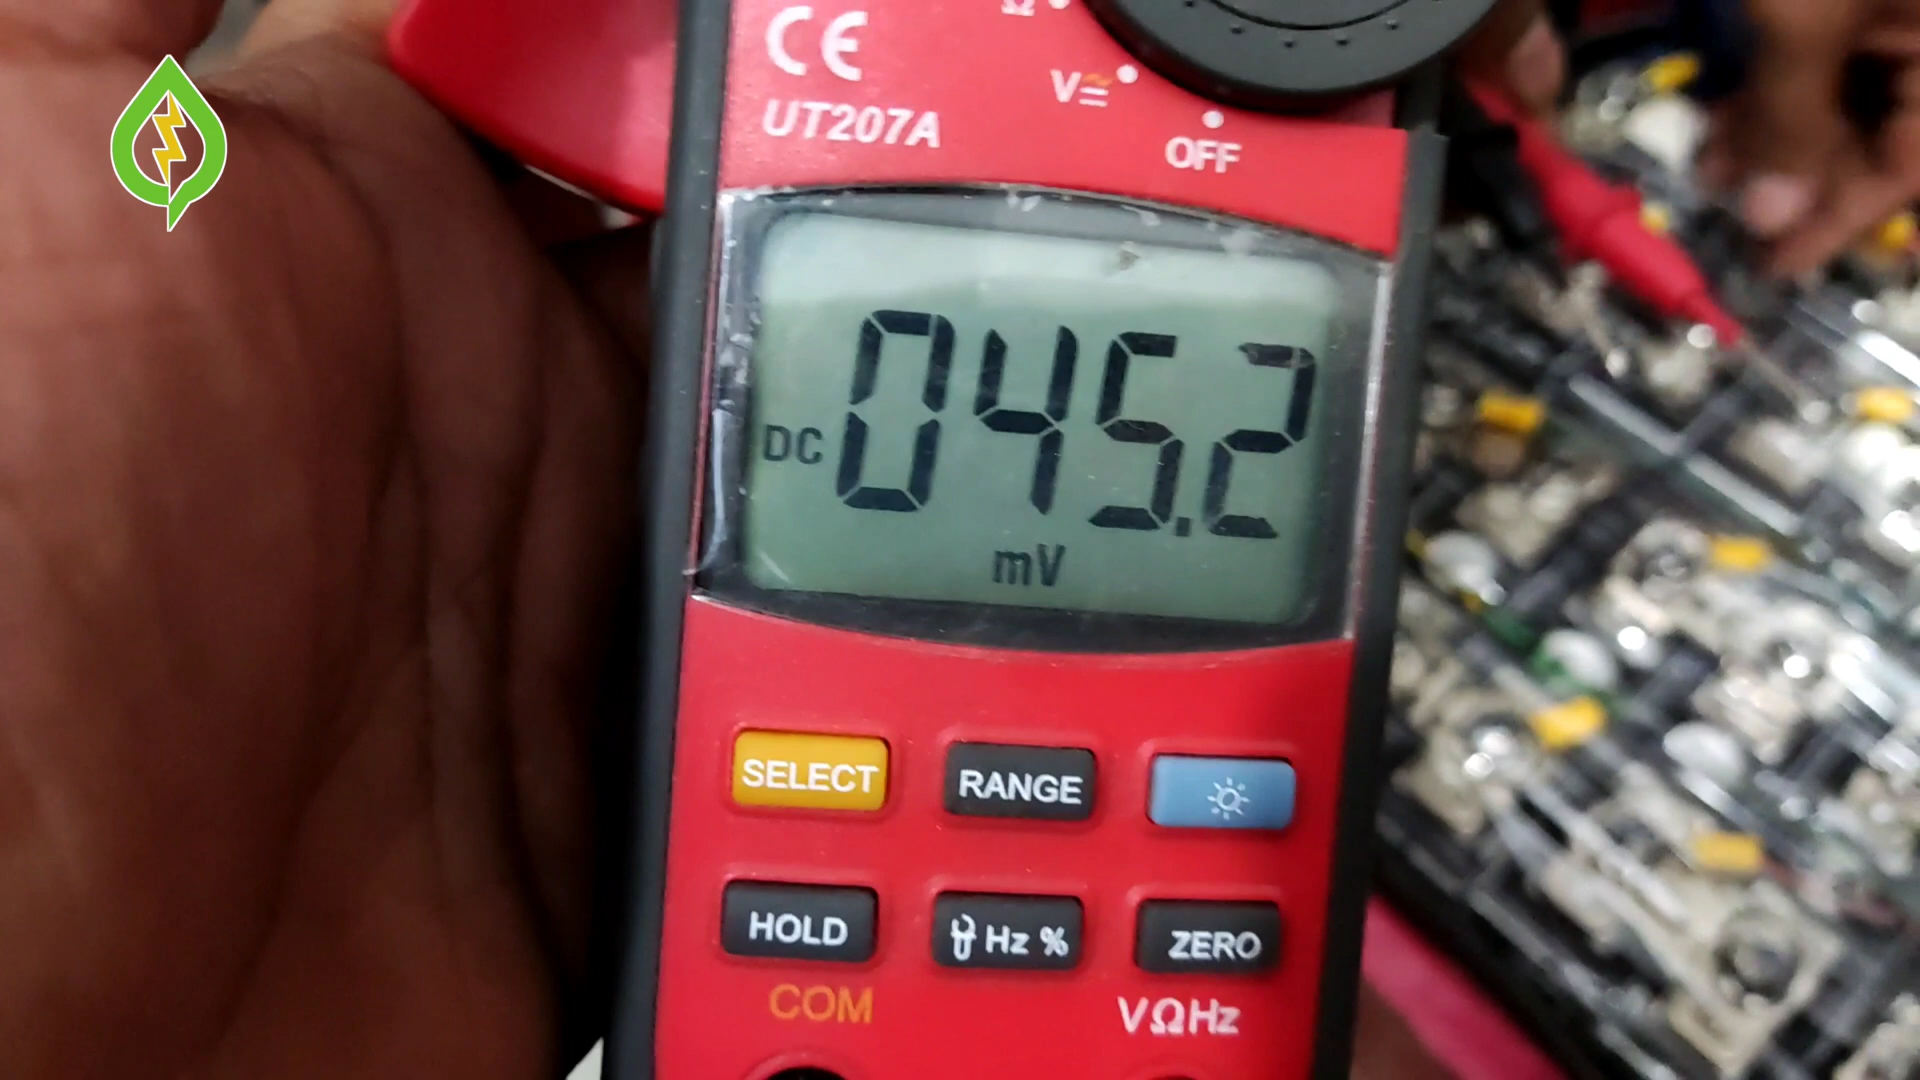 CE
UT207A
Ω
V
OFF
DC 045.2
mV
SELECT RANGE
HOLD Hz % ZERO
COM VΩHz